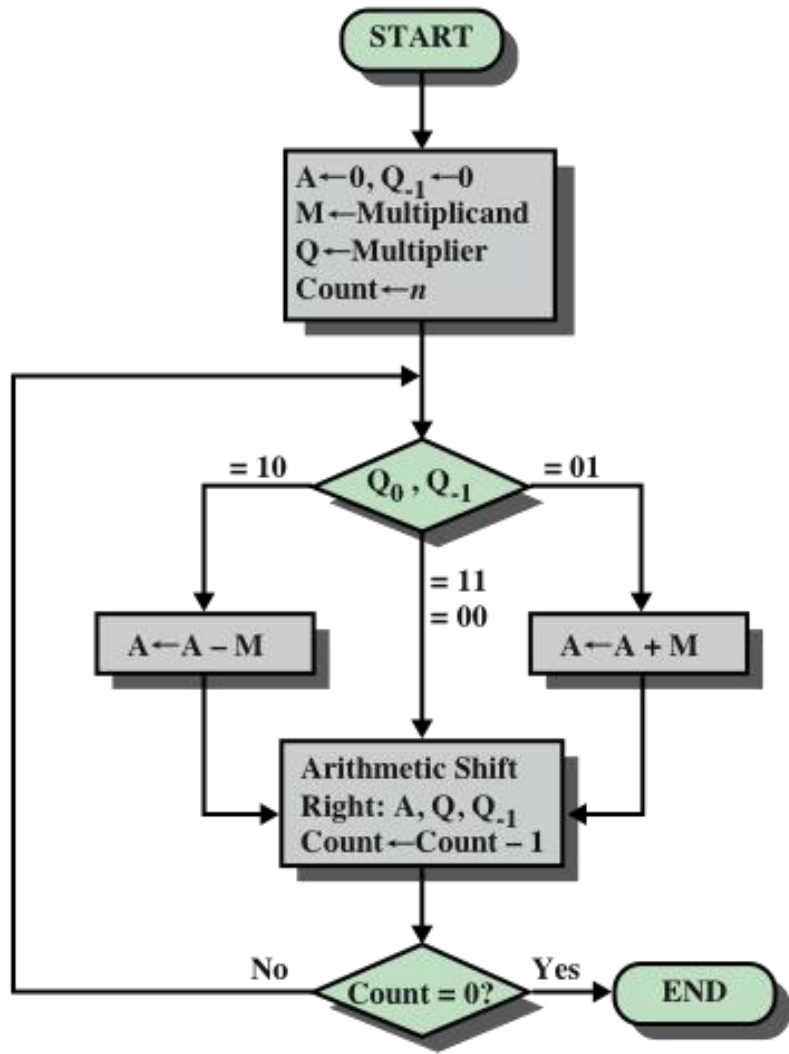 START
A←0, Q₋₁←0
M←Multiplicand
Q←Multiplier
Count←n
= 10
Q₀ , Q₋₁
= 01
= 11
= 00
A←A – M
A←A + M
Arithmetic Shift
Right: A, Q, Q₋₁
Count←Count – 1
No
Count = 0?
Yes
END